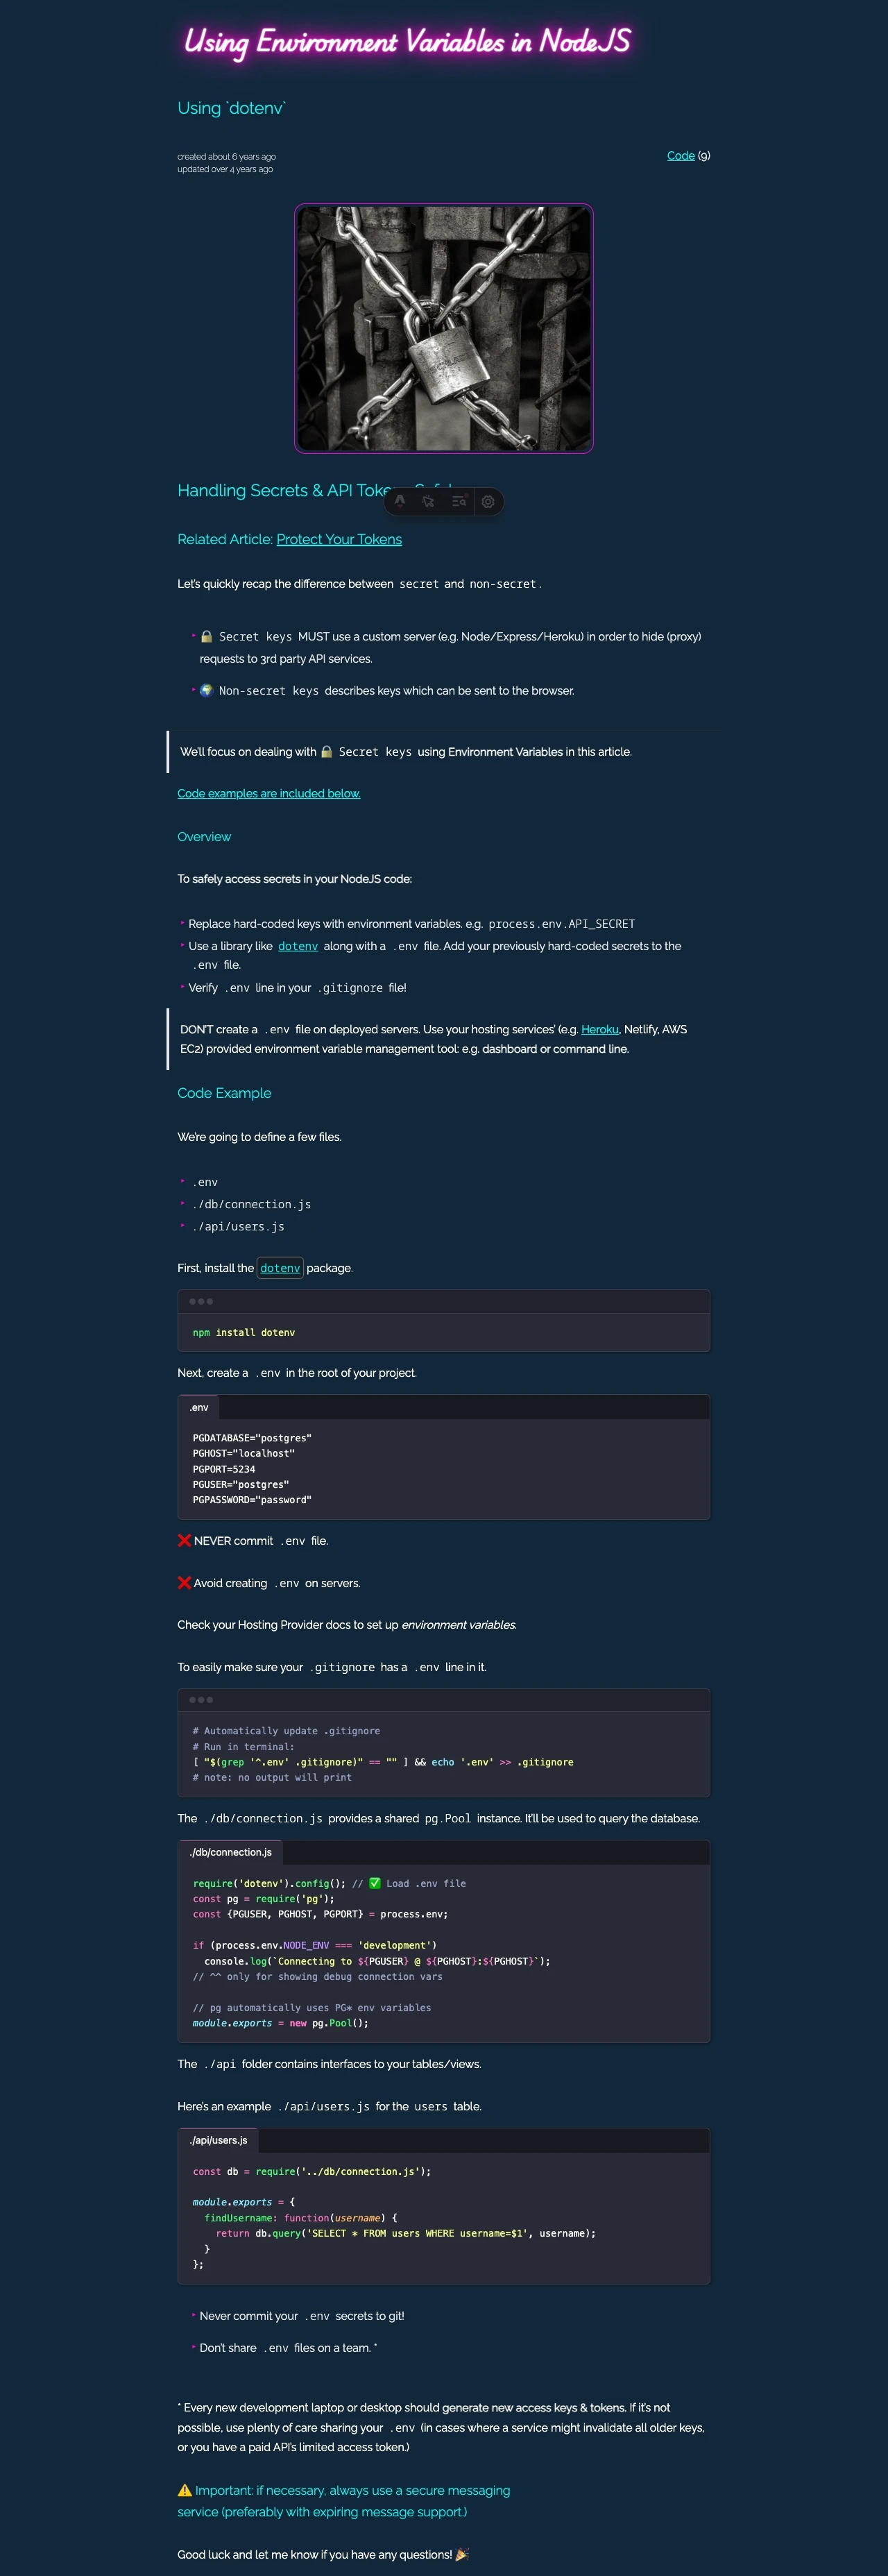 Using Environment Variables in NodeJS
Using `dotenv`
created about 6 years ago
Code (9)
updated over 4 years ago
Handling Secrets & API
Related Article: Protect Your Tokens
Let's quickly recap the difference between secret and non-secret.
🔒 Secret keys MUST use a custom server (e.g. Node/Express/Heroku) in order to hide (proxy)
requests to 3rd party API services.
🌍 Non-secret keys describes keys which can be sent to the browser.
We'll focus on dealing with 🔒 Secret keys using Environment Variables in this article.
Code examples are included below.
Overview
To safely access secrets in your NodeJS code:
Replace hard-coded keys with environment variables. e.g. process.env.API_SECRET
Use a library like dotenv along with a .env file. Add your previously hard-coded secrets to the
.env file.
Verify .env line in your .gitignore file!
DON'T create a .env file on deployed servers. Use your hosting services' (e.g. Heroku, Netlify, AWS
EC2) provided environment variable management tool: e.g. dashboard or command line.
Code Example
We're going to define a few files.
.env
./db/connection.js
./api/users.js
First, install the dotenv package.
npm install dotenv
Next, create a .env in the root of your project.
.env
PGDATABASE="postgres"
PGHOST="localhost"
PGPORT=5234
PGUSER="postgres"
PGPASSWORD="password"
❌ NEVER commit .env file.
❌ Avoid creating .env on servers.
Check your Hosting Provider docs to set up environment variables.
To easily make sure your .gitignore has a .env line in it.
# Automatically update .gitignore
# Run in terminal:
[ "$(grep '^.env' .gitignore)" == "" ] && echo '.env' >> .gitignore
# note: no output will print
The ./db/connection.js provides a shared pg.Pool instance. It'll be used to query the database.
./db/connection.js
require('dotenv').config(); // ✅ Load .env file
const pg = require('pg');
const {PGUSER, PGHOST, PGPORT} = process.env;
if (process.env.NODE_ENV === 'development')
console.log(`Connecting to ${PGUSER} @ ${PGHOST}:${PGHOST}`);
// ^^ only for showing debug connection vars
// pg automatically uses PG* env variables
module.exports = new pg.Pool();
The ./api folder contains interfaces to your tables/views.
Here's an example ./api/users.js for the users table.
./api/users.js
const db = require('../db/connection.js');
module.exports = {
findUsername: function(username) {
return db.query('SELECT * FROM users WHERE username=$1', username);
}
};
Never commit your .env secrets to git!
Don't share .env files on a team. *
* Every new development laptop or desktop should generate new access keys & tokens. If it's not
possible, use plenty of care sharing your .env (in cases where a service might invalidate all older keys,
or you have a paid API's limited access token.)
⚠️ Important: if necessary, always use a secure messaging
service (preferably with expiring message support.)
Good luck and let me know if you have any questions! 🎉